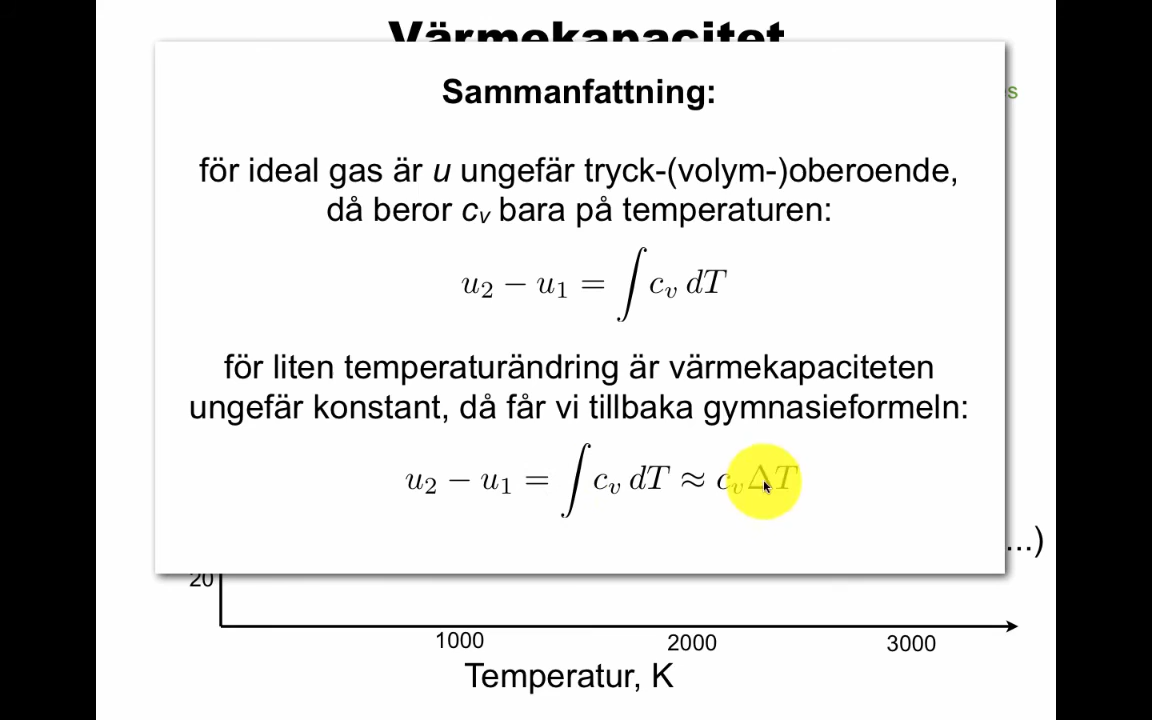 Värmekapacitet
Sammanfattning:
s
för ideal gas är u ungefär tryck-(volym-)oberoende,
då beror cᵥ bara på temperaturen:
u₂ − u₁ = ∫ cᵥ dT
för liten temperaturändring är värmekapaciteten
ungefär konstant, då får vi tillbaka gymnasieformeln:
u₂ − u₁ = ∫ cᵥ dT ≈ cᵥΔT
...)
20
1000 2000 3000
Temperatur, K